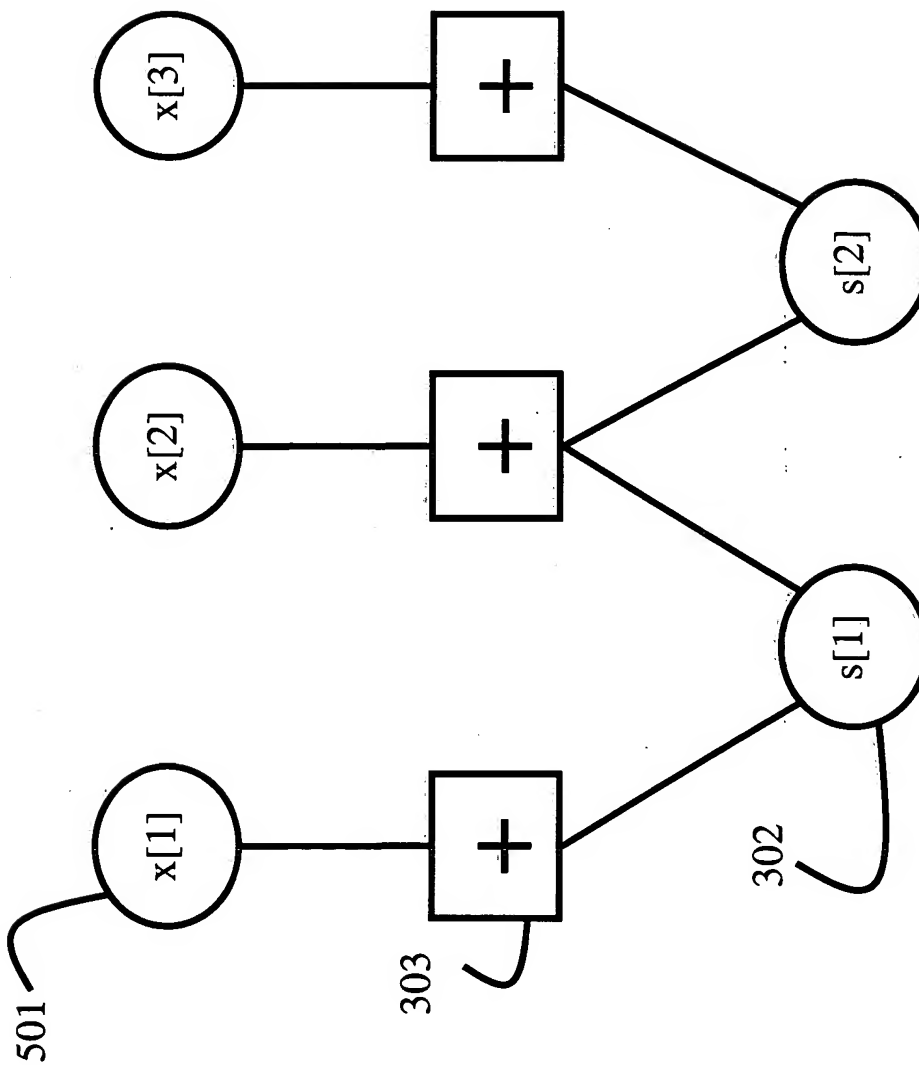 501
x[1]
x[2]
x[3]
303
+
+
+
302
s[1]
s[2]